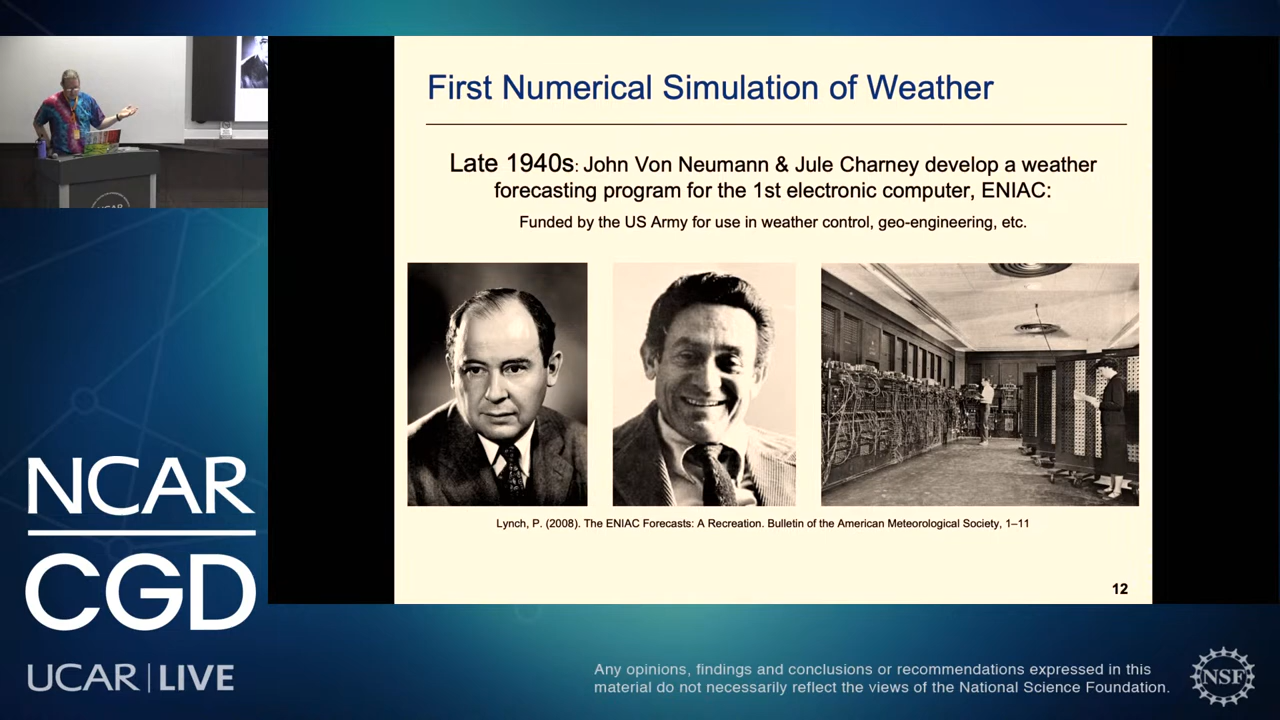 First Numerical Simulation of Weather
Late 1940s: John Von Neumann & Jule Charney develop a weather
forecasting program for the 1st electronic computer, ENIAC:
Funded by the US Army for use in weather control, geo-engineering, etc.
Lynch, P. (2008). The ENIAC Forecasts: A Recreation. Bulletin of the American Meteorological Society, 1–11
12
NCAR
NCAR
CGD
UCAR | LIVE
Any opinions, findings and conclusions or recommendations expressed in this
material do not necessarily reflect the views of the National Science Foundation.
NSF